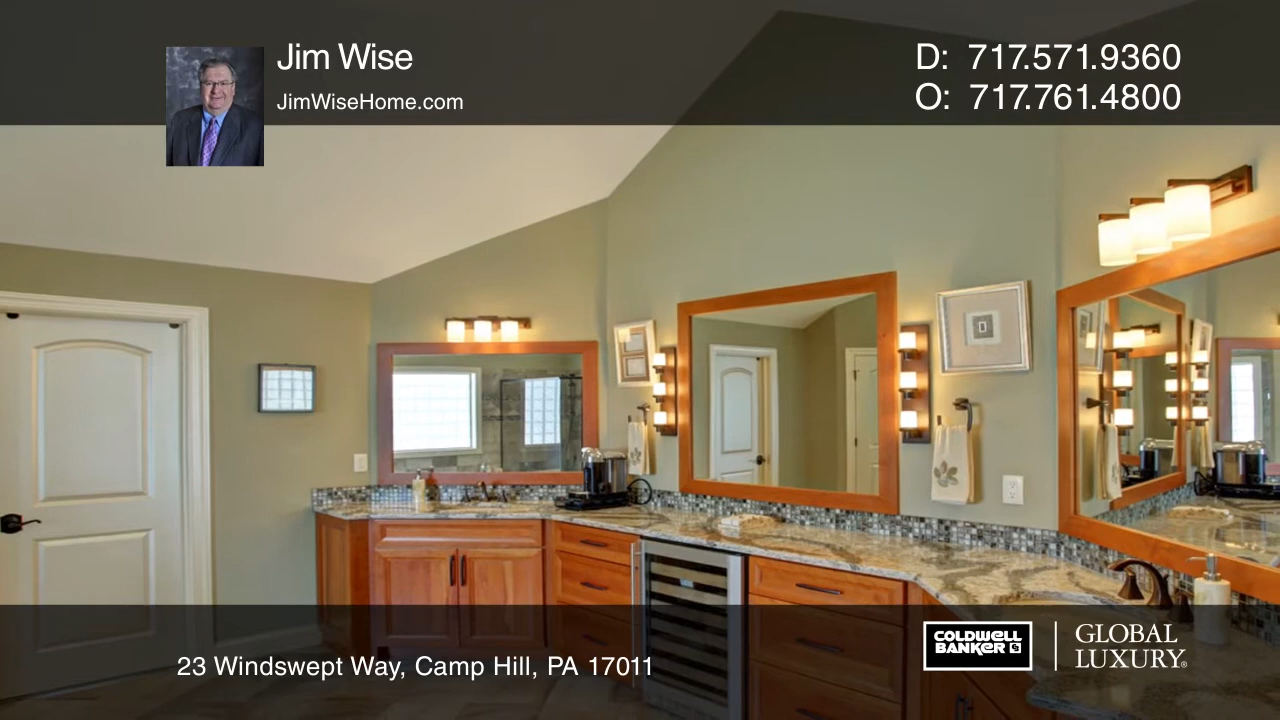 Jim Wise
JimWiseHome.com
D: 717.571.9360
O: 717.761.4800
23 Windswept Way, Camp Hill, PA 17011
COLDWELL
BANKER
GLOBAL
LUXURY®